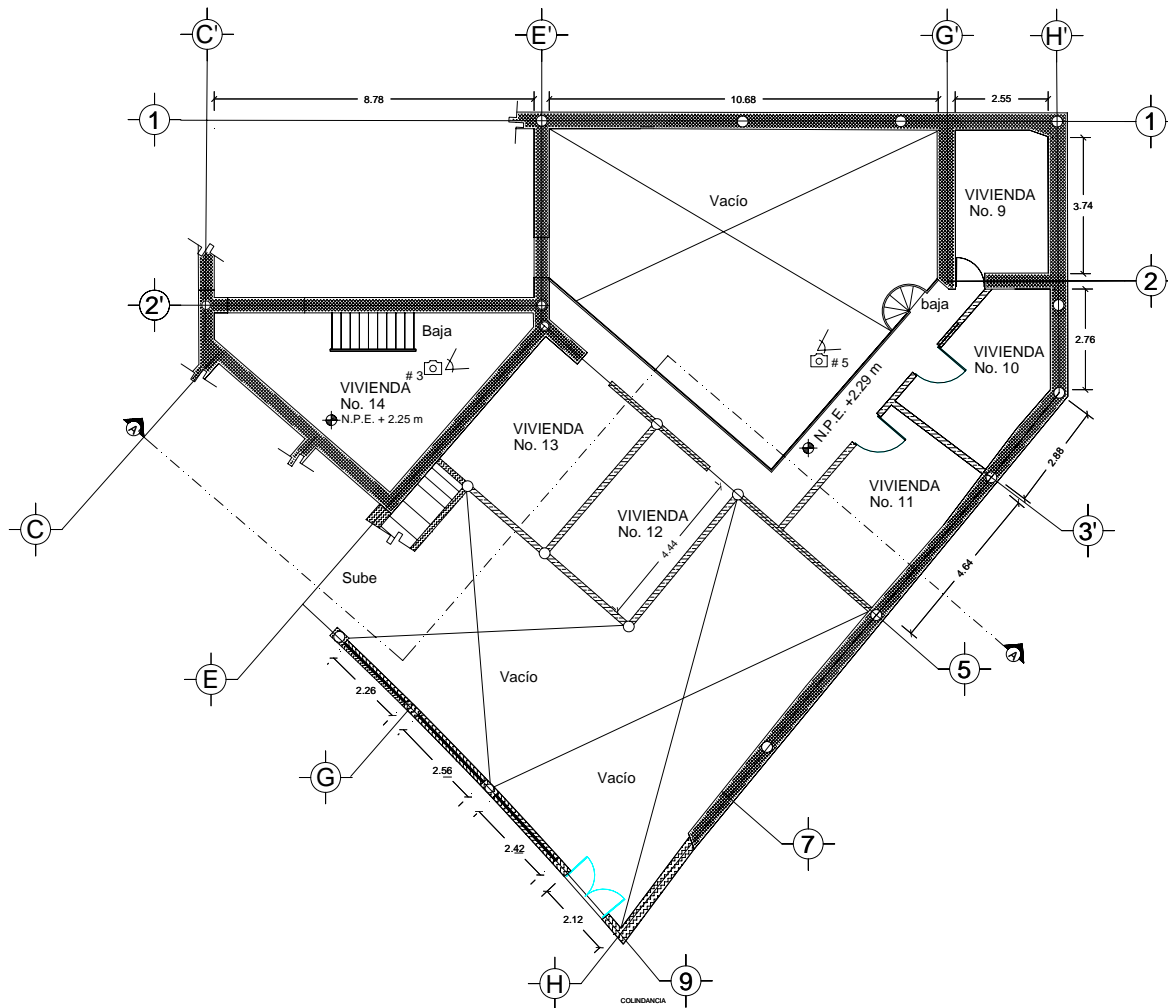 C'
E'
G'
H'
8.78
10.68
2.55
1
1
Vacío
VIVIENDA
No. 9
3.74
2'
2
baja
Baja
2.76
# 3
# 5
VIVIENDA
No. 10
VIVIENDA
No. 14
N.P.E. + 2.25 m
N.P.E. +2.29 m
A
VIVIENDA
No. 13
2.88
VIVIENDA
No. 11
C
VIVIENDA
No. 12
3'
4.44
4.64
Sube
A
E
5
Vacío
2.26
G
2.56
Vacío
7
2.42
2.12
H
9
COLINDANCIA